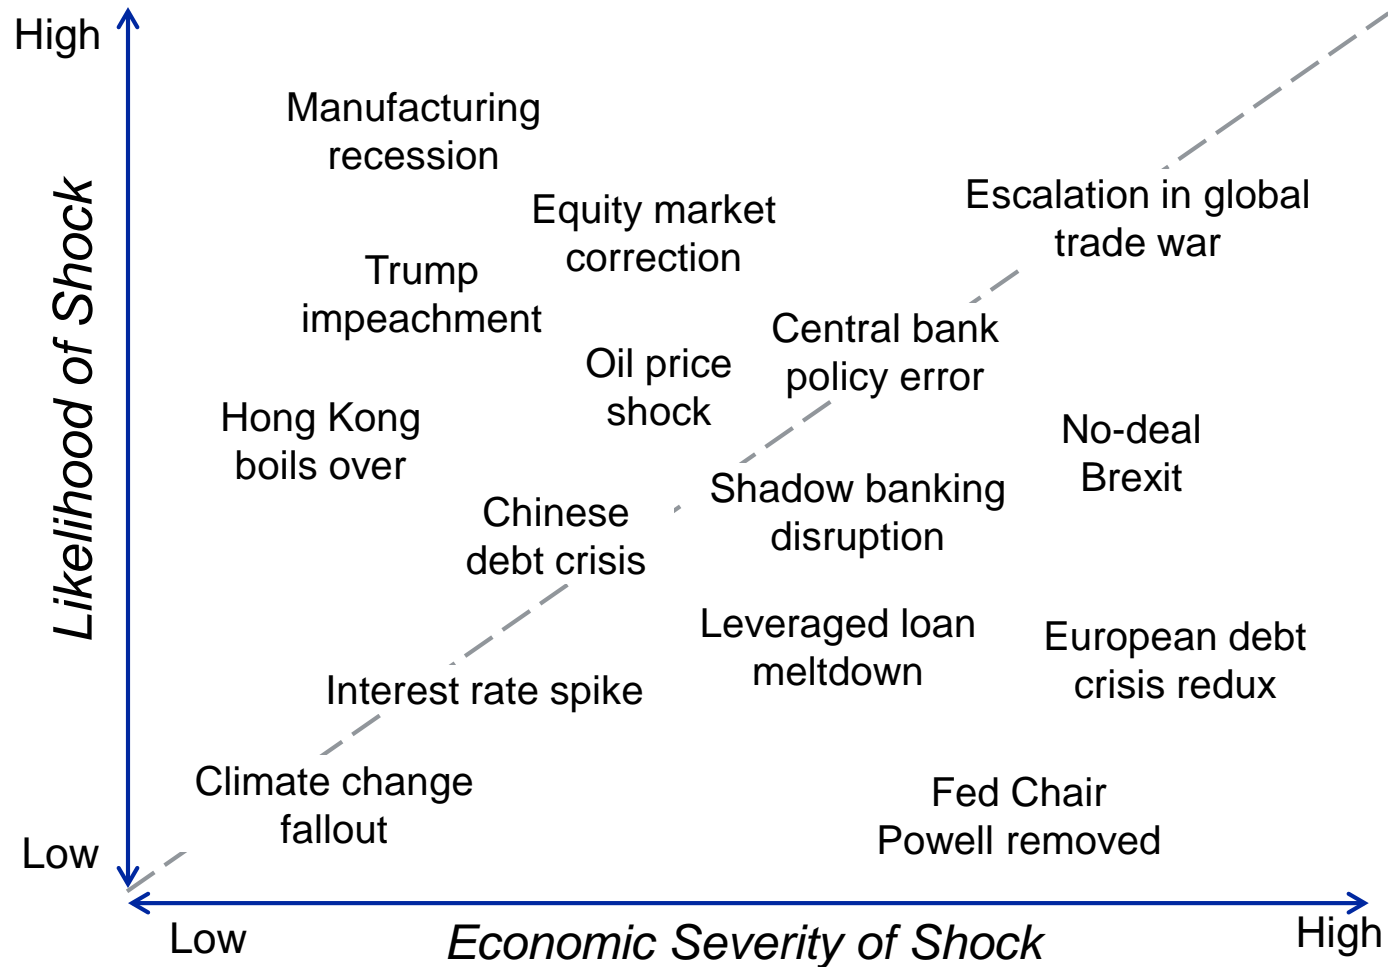 High
Manufacturing
recession
Equity market
correction
Escalation in global
trade war
Trump
impeachment
Central bank
policy error
Oil price
shock
Hong Kong
boils over
No-deal
Brexit
Shadow banking
disruption
Chinese
debt crisis
Leveraged loan
meltdown
European debt
crisis redux
Interest rate spike
Climate change
fallout
Fed Chair
Powell removed
Likelihood of Shock
Low
Low
Economic Severity of Shock
High